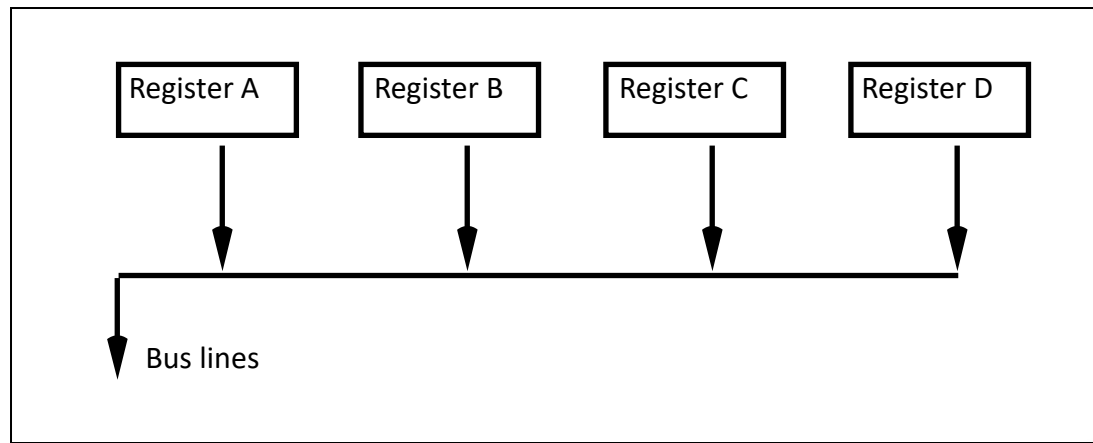 Register A
Register B
Register C
Register D
Bus lines